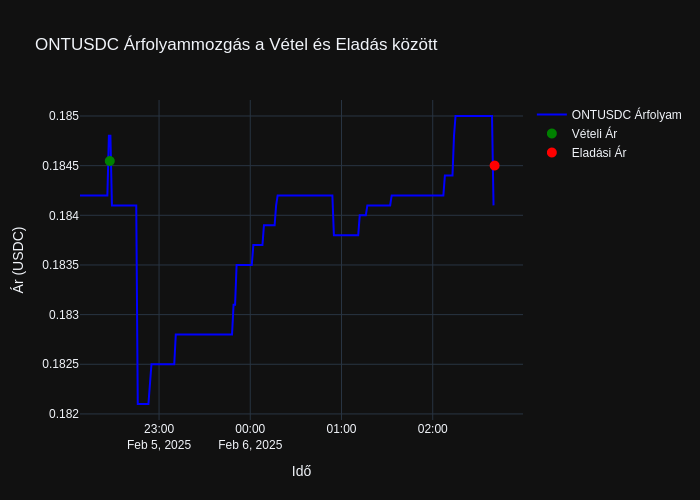 ONTUSDC Árfolyammozgás a Vétel és Eladás között
ONTUSDC Árfolyam
Vételi Ár
Eladási Ár
Ár (USDC)
0.185
0.1845
0.184
0.1835
0.183
0.1825
0.182
23:00
Feb 5, 2025
00:00
Feb 6, 2025
01:00
02:00
Idő